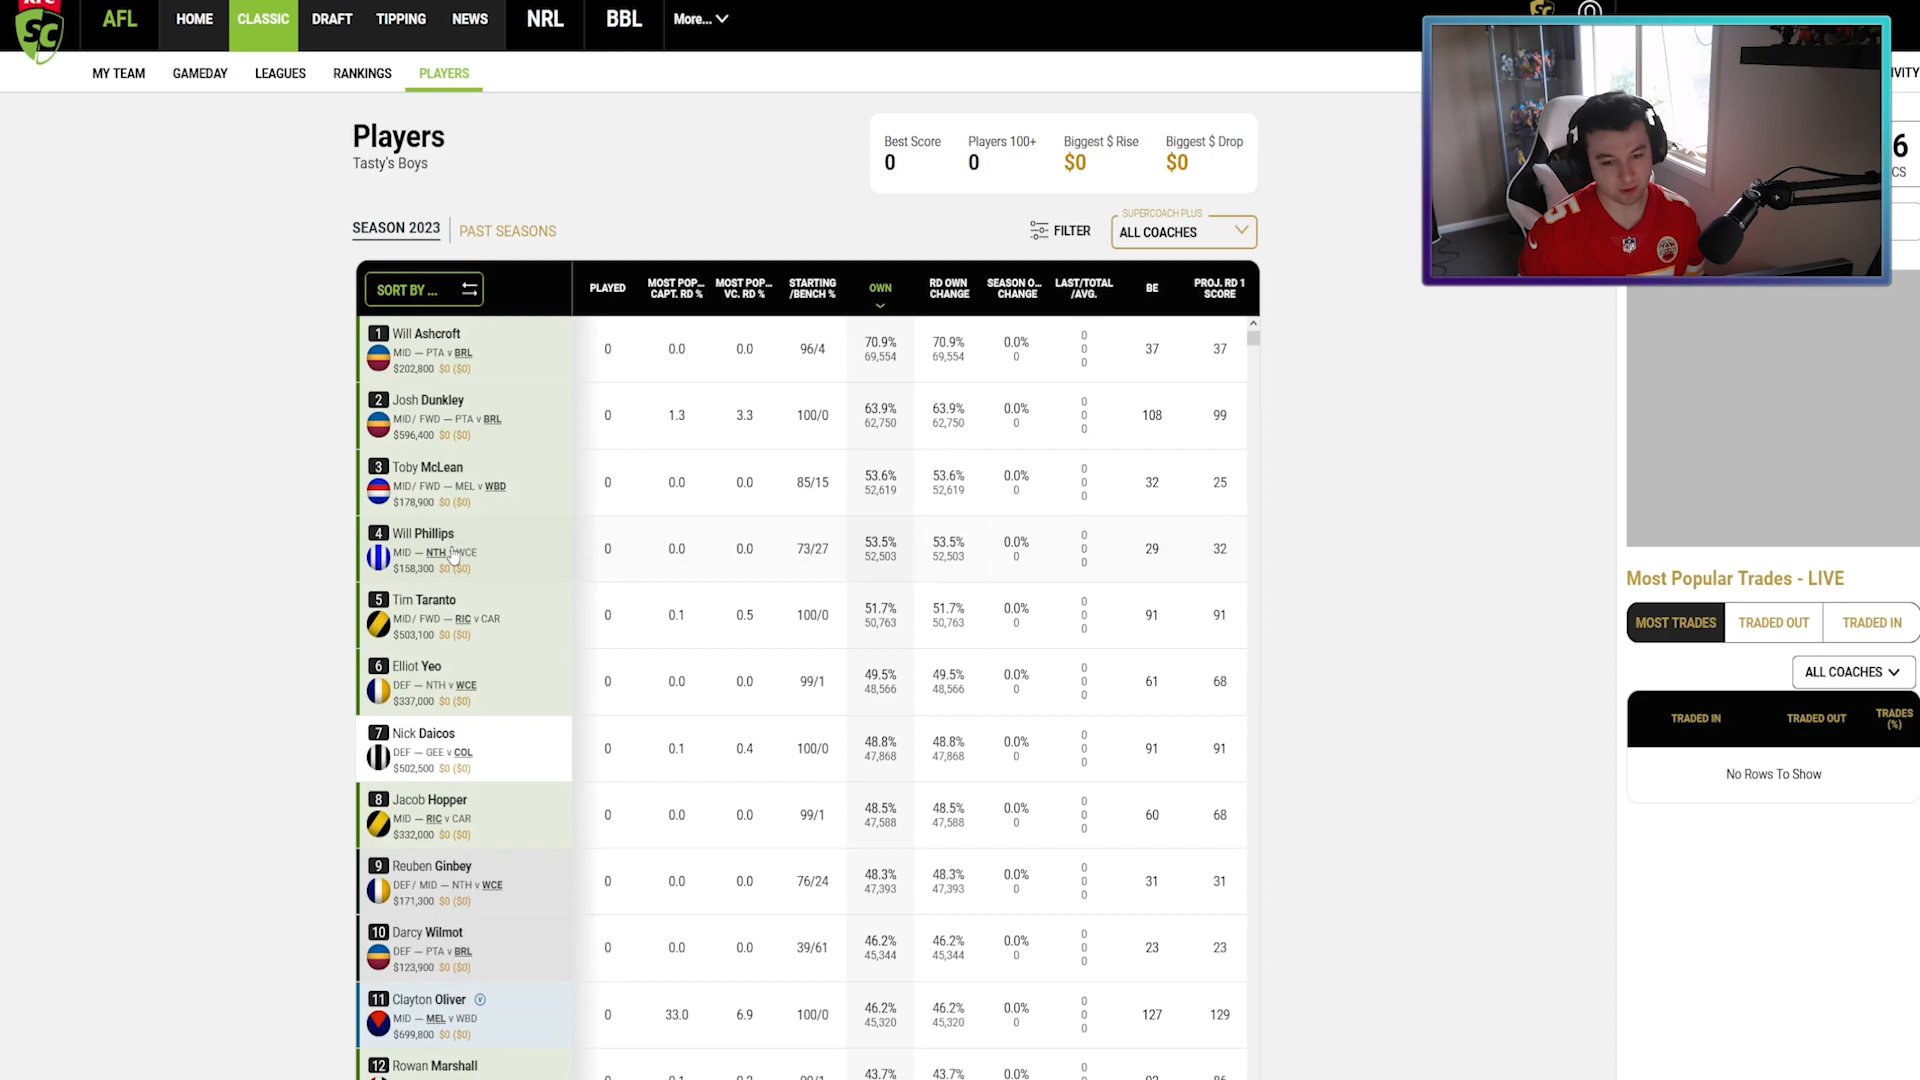 KFC
SC
AFL
HOME
CLASSIC
DRAFT
TIPPING
NEWS
NRL
BBL
More...
SC
MY TEAM
GAMEDAY
LEAGUES
RANKINGS
PLAYERS
IVITY
Players
Tasty's Boys
Best Score
0
Players 100+
0
Biggest $ Rise
$0
Biggest $ Drop
$0
6
CS
SEASON 2023
PAST SEASONS
FILTER
SUPERCOACH PLUS
ALL COACHES
SORT BY ...
PLAYED
MOST POP... CAPT. RD %
MOST POP... VC. RD %
STARTING /BENCH %
OWN
RD OWN CHANGE
SEASON O... CHANGE
LAST/TOTAL /AVG.
BE
PROJ. RD 1 SCORE
1 Will Ashcroft
MID — PTA v BRL
$202,800 $0 ($0)
0 0.0 0.0 96/4 70.9% 69,554 70.9% 69,554 0.0% 0 0 0 0 37 37
2 Josh Dunkley
MID/ FWD — PTA v BRL
$596,400 $0 ($0)
0 1.3 3.3 100/0 63.9% 62,750 63.9% 62,750 0.0% 0 0 0 0 108 99
3 Toby McLean
MID/ FWD — MEL v WBD
$178,900 $0 ($0)
0 0.0 0.0 85/15 53.6% 52,619 53.6% 52,619 0.0% 0 0 0 0 32 25
4 Will Phillips
MID — NTH WCE
$158,300 $0 ($0)
0 0.0 0.0 73/27 53.5% 52,503 53.5% 52,503 0.0% 0 0 0 0 29 32
5 Tim Taranto
MID/ FWD — RIC v CAR
$503,100 $0 ($0)
0 0.1 0.5 100/0 51.7% 50,763 51.7% 50,763 0.0% 0 0 0 0 91 91
6 Elliot Yeo
DEF — NTH v WCE
$337,000 $0 ($0)
0 0.0 0.0 99/1 49.5% 48,566 49.5% 48,566 0.0% 0 0 0 0 61 68
7 Nick Daicos
DEF — GEE v COL
$502,500 $0 ($0)
0 0.1 0.4 100/0 48.8% 47,868 48.8% 47,868 0.0% 0 0 0 0 91 91
8 Jacob Hopper
MID — RIC v CAR
$332,000 $0 ($0)
0 0.0 0.0 99/1 48.5% 47,588 48.5% 47,588 0.0% 0 0 0 0 60 68
9 Reuben Ginbey
DEF/ MID — NTH v WCE
$171,300 $0 ($0)
0 0.0 0.0 76/24 48.3% 47,393 48.3% 47,393 0.0% 0 0 0 0 31 31
10 Darcy Wilmot
DEF — PTA v BRL
$123,900 $0 ($0)
0 0.0 0.0 39/61 46.2% 45,344 46.2% 45,344 0.0% 0 0 0 0 23 23
11 Clayton Oliver V
MID — MEL v WBD
$699,800 $0 ($0)
0 33.0 6.9 100/0 46.2% 45,320 46.2% 45,320 0.0% 0 0 0 0 127 129
12 Rowan Marshall
43.7% 43.7% 0.0% 0
Most Popular Trades - LIVE
MOST TRADES
TRADED OUT
TRADED IN
ALL COACHES
TRADED IN
TRADED OUT
TRADES (%)
No Rows To Show